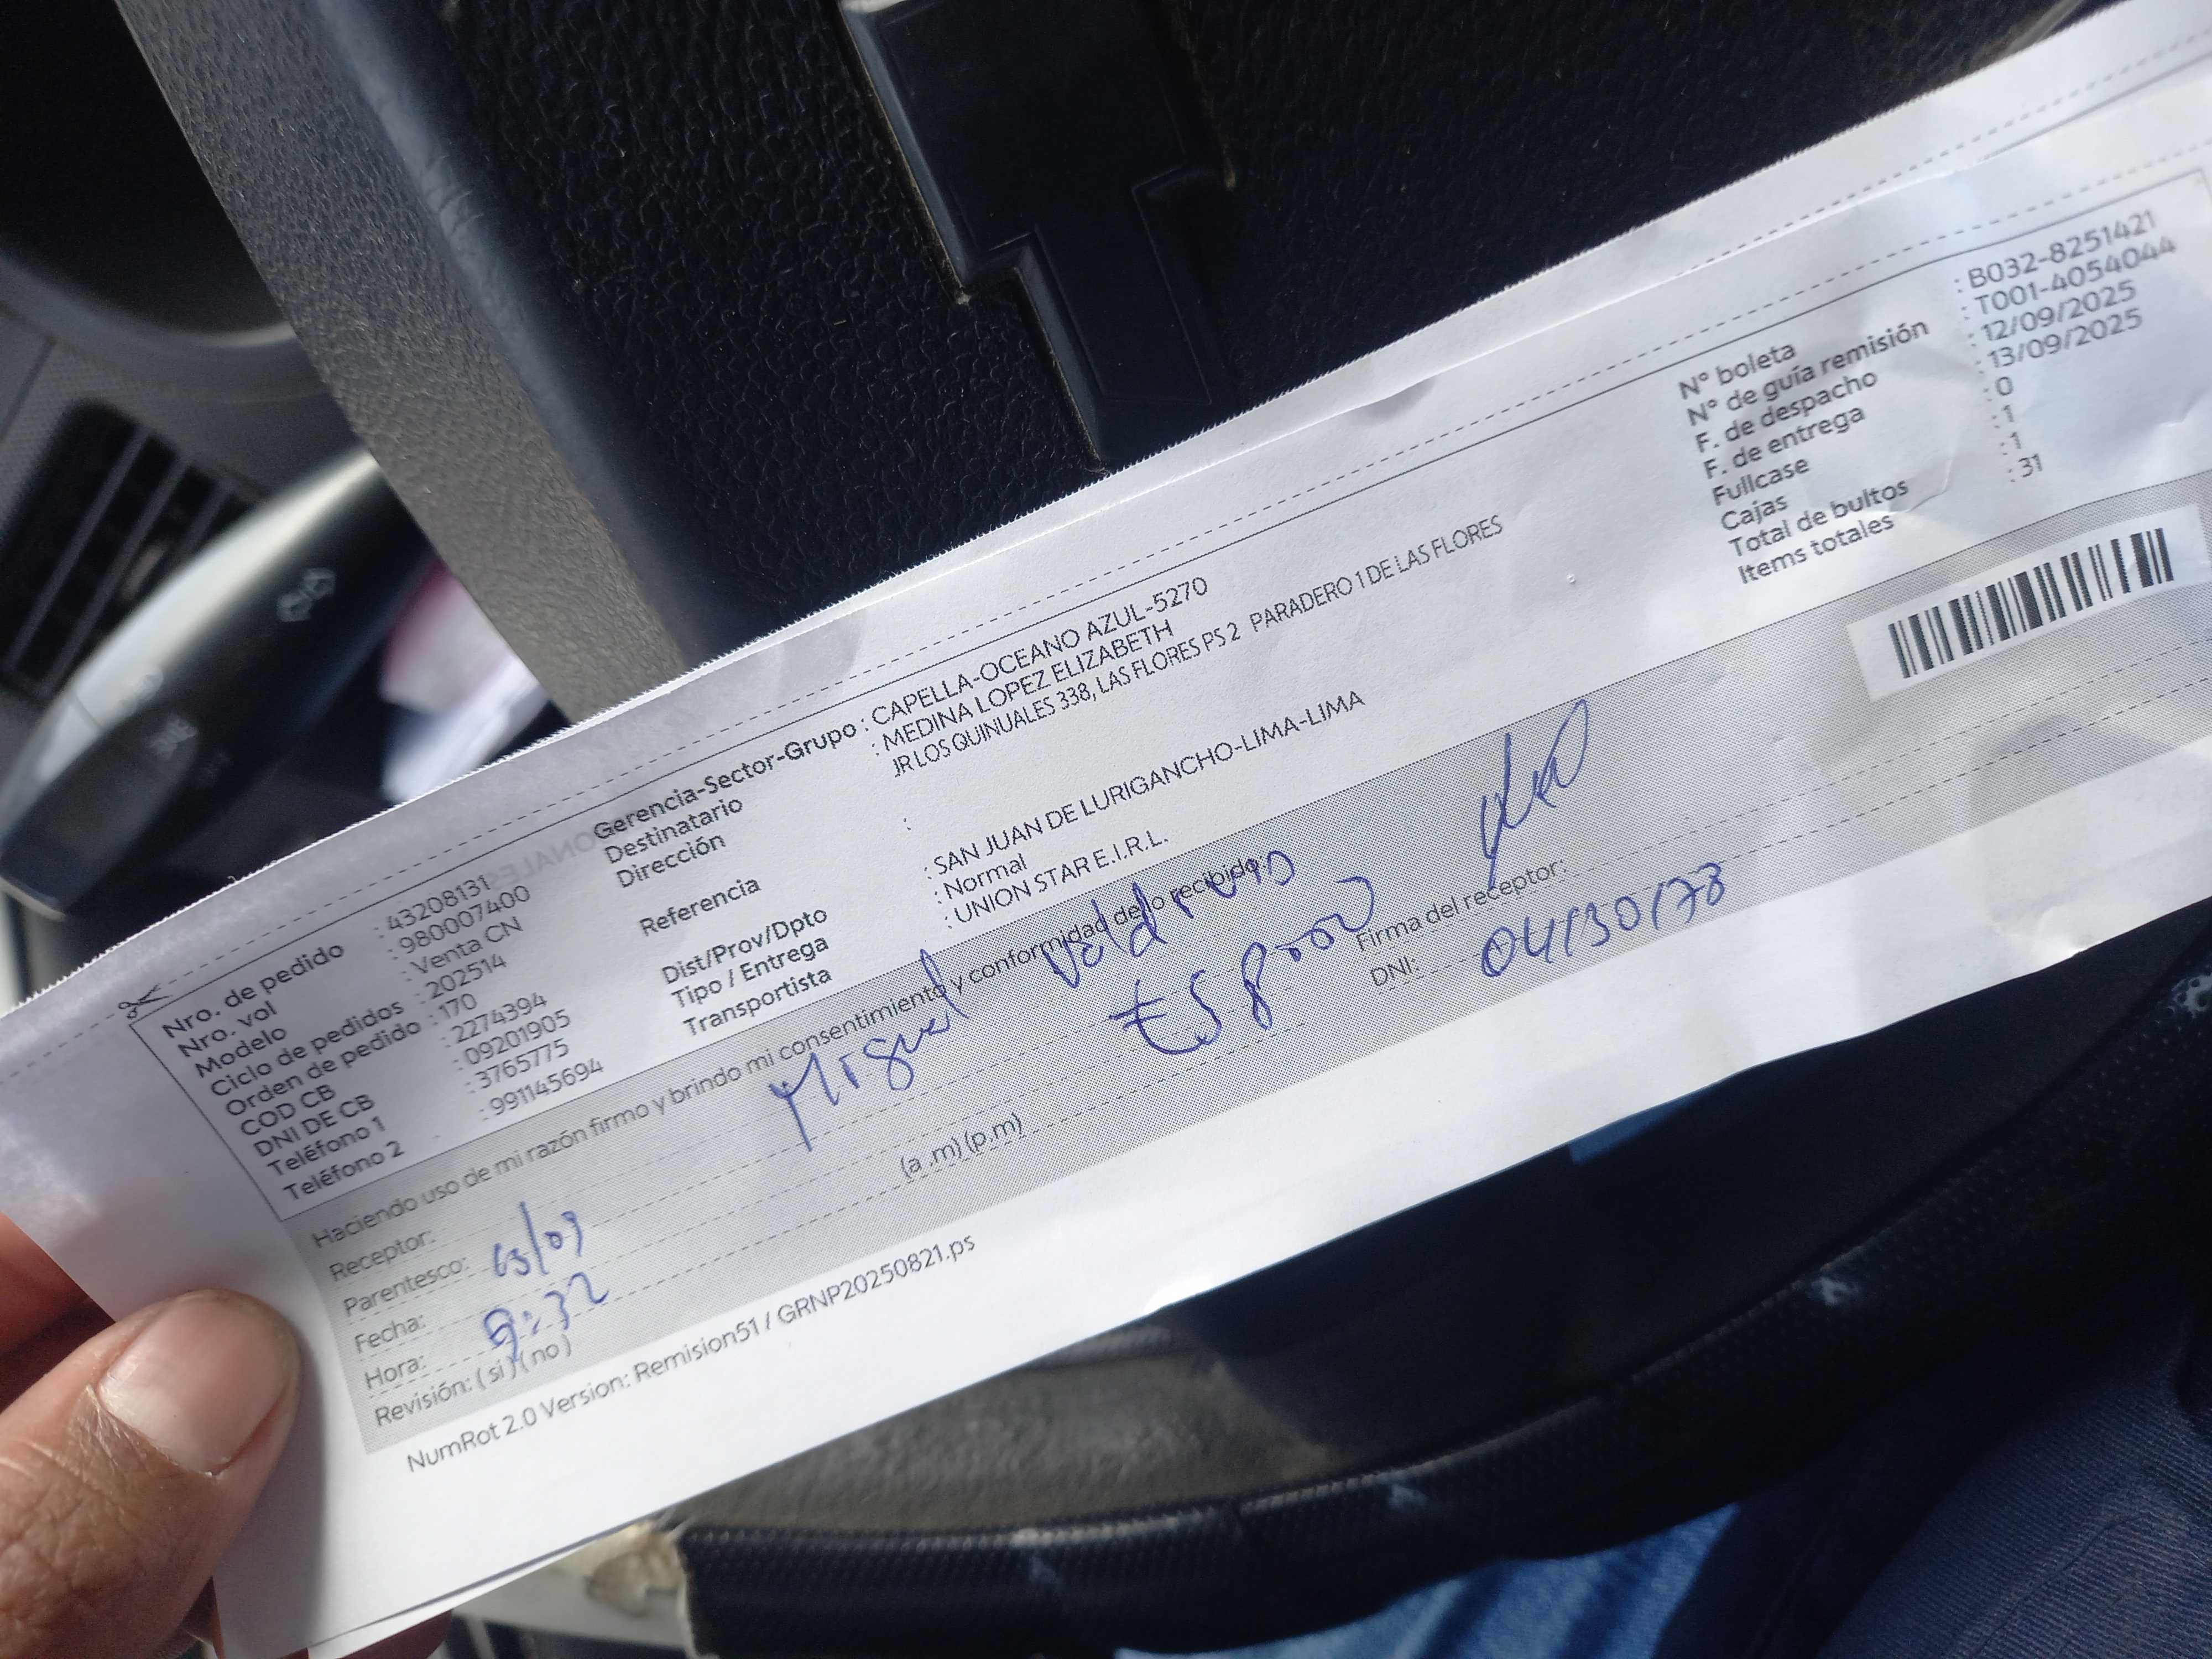 Nro. de pedido : 43208131
Nro. vol : 980007400
Modelo : Venta CN
Ciclo de pedidos : 202514
Orden de pedido : 170
COD CB : 2274394
DNI DE CB : 09201905
Teléfono 1 : 3765775
Teléfono 2 : 991145694
Gerencia-Sector-Grupo : CAPELLA-OCEANO AZUL-5270
Destinatario : MEDINA LOPEZ ELIZABETH
Dirección JR LOS QUINUALES 338, LAS FLORES PS 2 PARADERO 1 DE LAS FLORES
Referencia :
Dist/Prov/Dpto : SAN JUAN DE LURIGANCHO-LIMA-LIMA
Tipo / Entrega : Normal
Transportista : UNION STAR E.I.R.L.
N° boleta : B032-8251421
N° de guía remisión : T001-4054044
F. de despacho : 12/09/2025
F. de entrega : 13/09/2025
Fullcase : 0
Cajas : 1
Total de bultos : 1
Items totales : 31
Haciendo uso de mi razón firmo y brindo mi consentimiento y conformidad de lo recibido:
Receptor: Miguel
Parentesco: Esposo
Fecha:
Hora: 9:32 (a .m) (p.m)
Revisión: ( si ) ( no )
Firma del receptor:
DNI:
NumRot 2.0 Version: Remision51 / GRNP20250821.ps